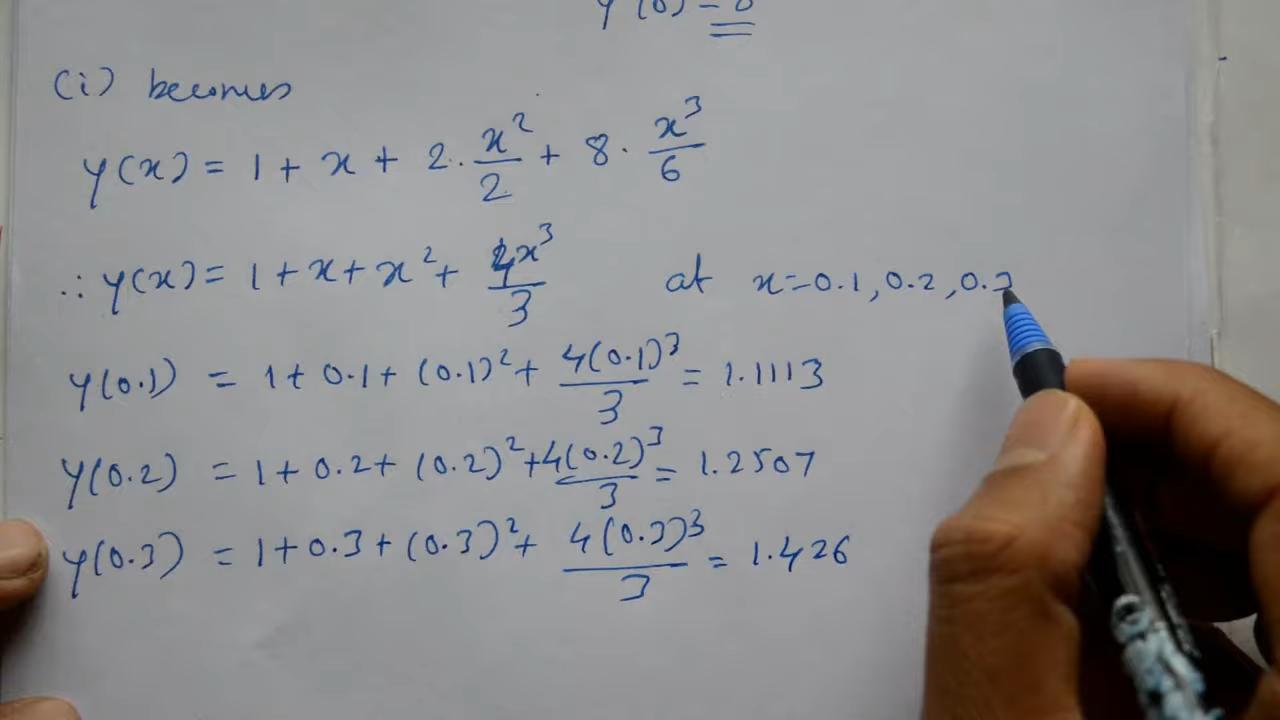 y(0) = 8
(i) becomes
y(x) = 1 + x + 2 · x²/2 + 8 · x³/6
∴ y(x) = 1 + x + x² + 4x³/3 at x = 0.1, 0.2, 0.3
y(0.1) = 1 + 0.1 + (0.1)² + 4(0.1)³/3 = 1.1113
y(0.2) = 1 + 0.2 + (0.2)² + 4(0.2)³/3 = 1.2507
y(0.3) = 1 + 0.3 + (0.3)² + 4(0.3)³/3 = 1.426